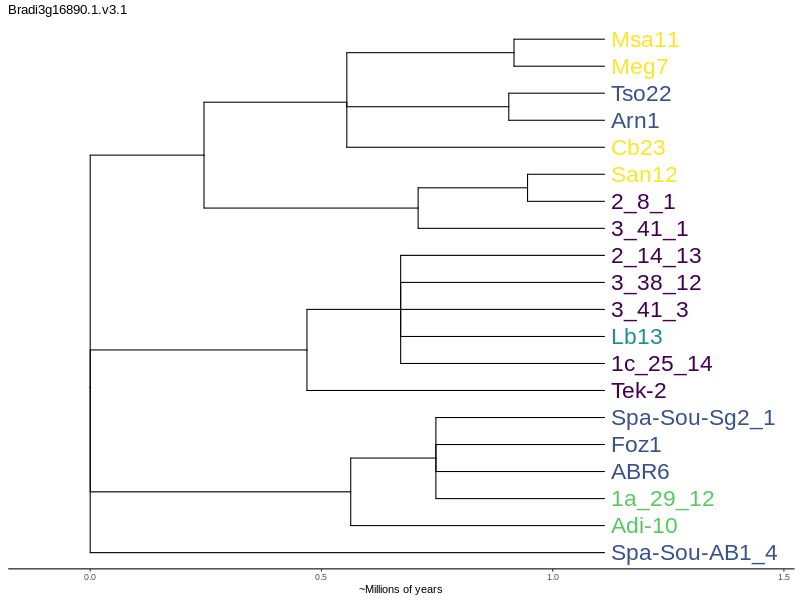 Bradi3g16890.1.v3.1
Msa11
Meg7
Tso22
Arn1
Cb23
San12
2_8_1
3_41_1
2_14_13
3_38_12
3_41_3
Lb13
1c_25_14
Tek-2
Spa-Sou-Sg2_1
Foz1
ABR6
1a_29_12
Adi-10
Spa-Sou-AB1_4
0.0 0.5 1.0 1.5
~Millions of years